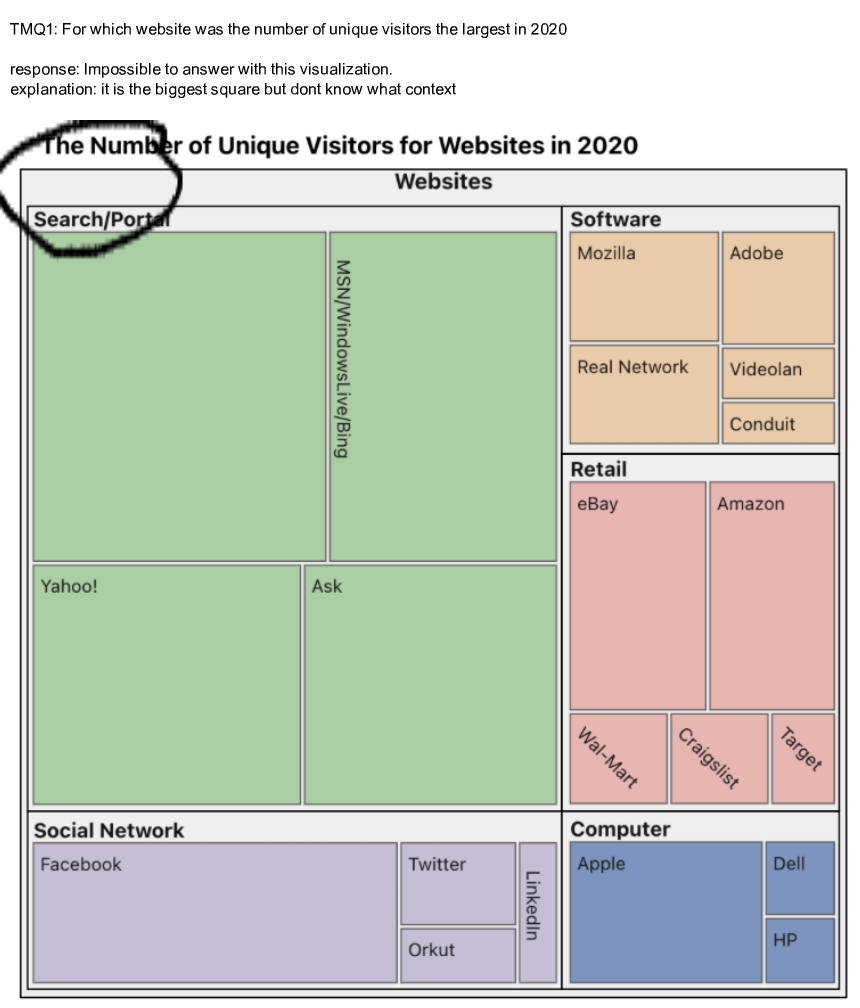 TMQ1: For which website was the number of unique visitors the largest in 2020
response: Impossible to answer with this visualization.
explanation: it is the biggest square but dont know what context
The Number of Unique Visitors for Websites in 2020
Websites
Search/Portal
MSN/WindowsLive/Bing
Yahoo!
Ask
Software
Mozilla
Adobe
Real Network
Videolan
Conduit
Retail
eBay
Amazon
Wal-Mart
Craigslist
Target
Social Network
Facebook
Twitter
LinkedIn
Orkut
Computer
Apple
Dell
HP